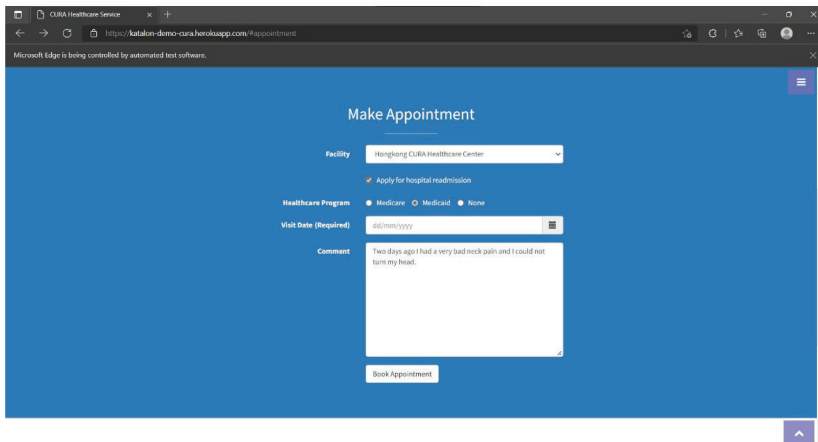 CURA Healthcare Service
https://katalon-demo-cura.herokuapp.com/#appointment
Microsoft Edge is being controlled by automated test software.
Make Appointment
Facility
Hongkong CURA Healthcare Center
Apply for hospital readmission
Healthcare Program
Medicare Medicaid None
Visit Date (Required)
dd/mm/yyyy
Comment
Two days ago I had a very bad neck pain and I could not
turn my head.
Book Appointment